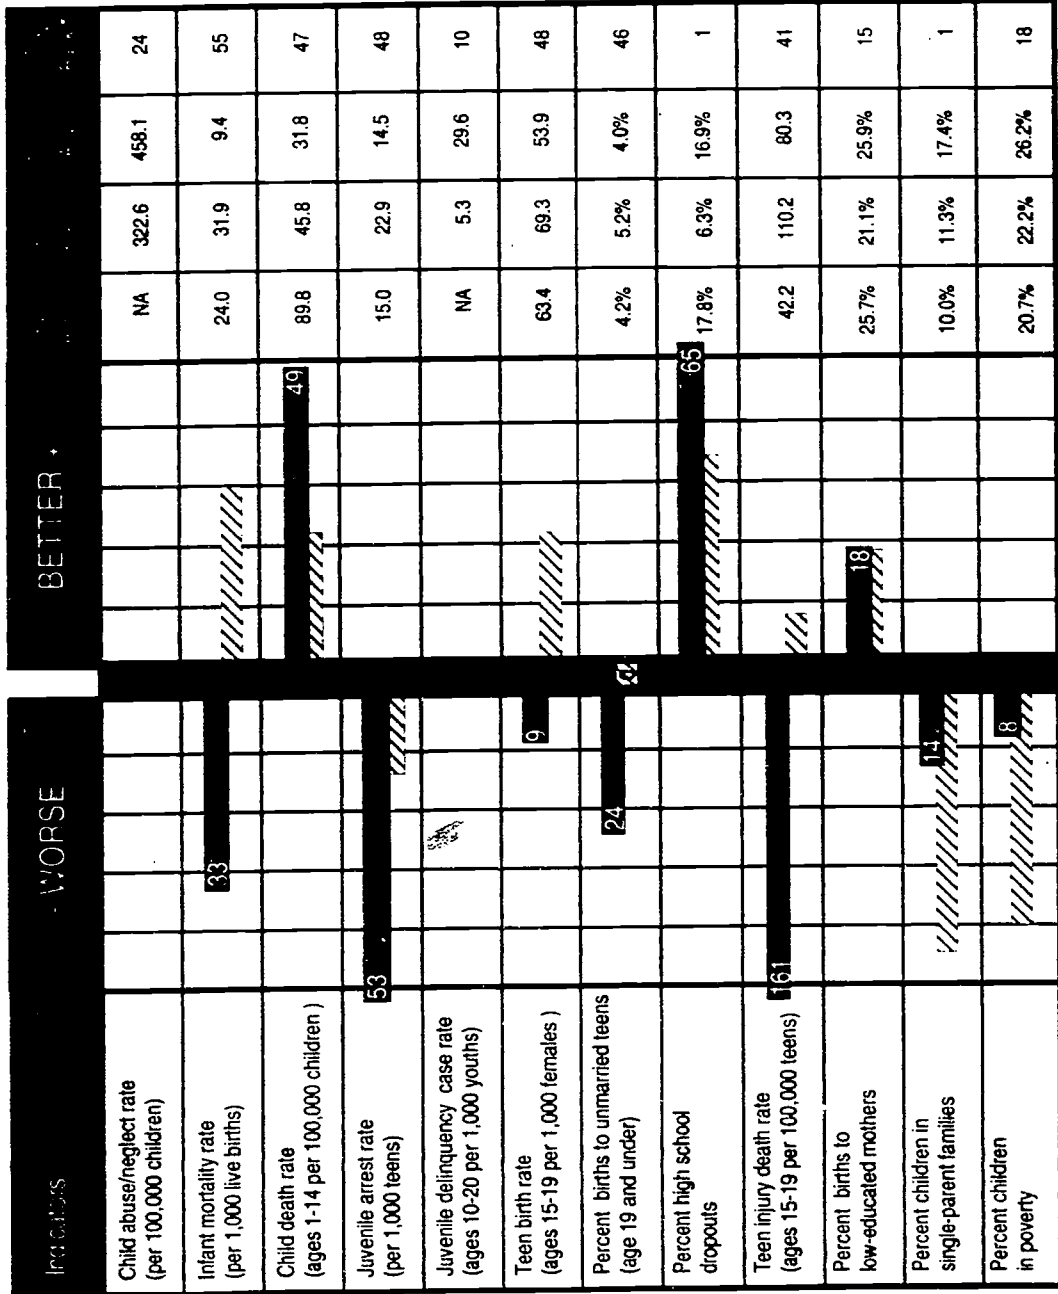 Indicators
- WORSE
BETTER +
Child abuse/neglect rate
(per 100,000 children)
NA
322.6
458.1
24
Infant mortality rate
(per 1,000 live births)
33
24.0
31.9
9.4
55
Child death rate
(ages 1-14 per 100,000 children )
49
89.8
45.8
31.8
47
Juvenile arrest rate
(per 1,000 teens)
53
15.0
22.9
14.5
48
Juvenile delinquency case rate
(ages 10-20 per 1,000 youths)
NA
5.3
29.6
10
Teen birth rate
(ages 15-19 per 1,000 females )
9
63.4
69.3
53.9
48
Percent births to unmarried teens
(age 19 and under)
24
4.2%
5.2%
4.0%
46
Percent high school
dropouts
65
17.8%
6.3%
16.9%
1
Teen injury death rate
(ages 15-19 per 100,000 teens)
161
42.2
110.2
80.3
41
Percent births to
low-educated mothers
18
25.7%
21.1%
25.9%
15
Percent children in
single-parent families
14
10.0%
11.3%
17.4%
1
Percent children
in poverty
8
20.7%
22.2%
26.2%
18